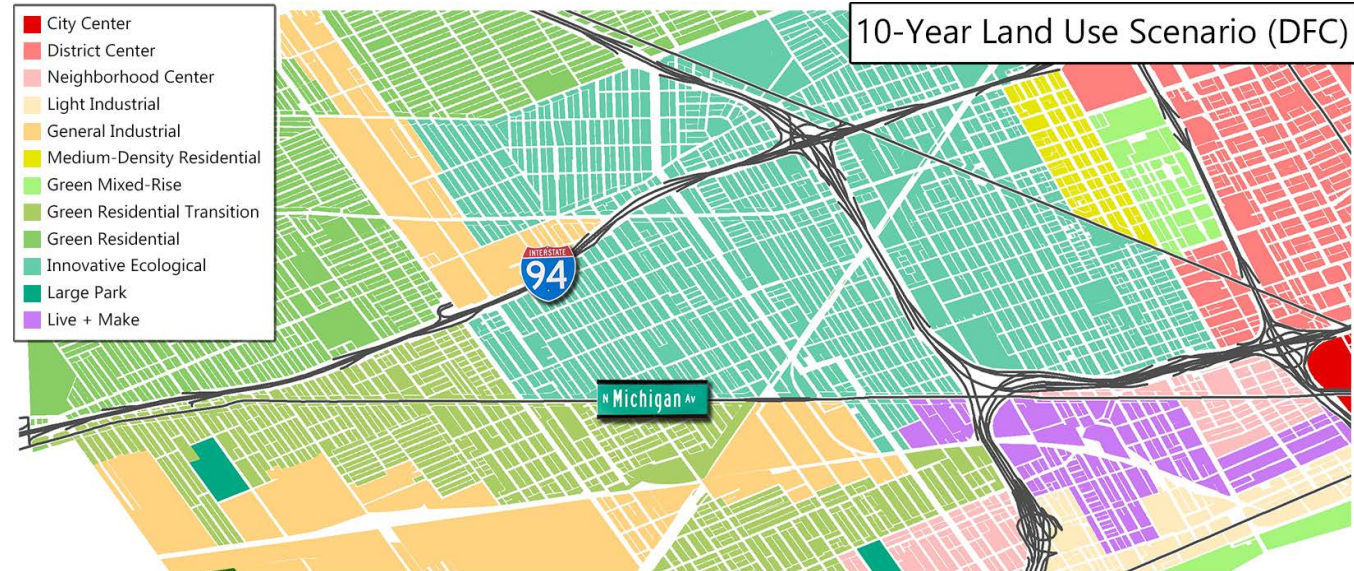 10-Year Land Use Scenario (DFC)
City Center
District Center
Neighborhood Center
Light Industrial
General Industrial
Medium-Density Residential
Green Mixed-Rise
Green Residential Transition
Green Residential
Innovative Ecological
Large Park
Live + Make
INTERSTATE
94
N Michigan Av